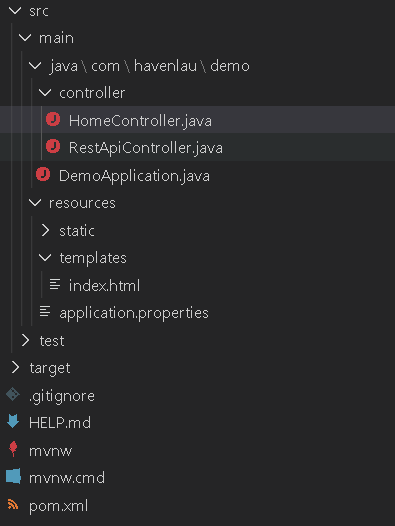 src
main
java\com\havenlau\demo
controller
HomeController.java
RestApiController.java
DemoApplication.java
resources
static
templates
index.html
application.properties
test
target
.gitignore
HELP.md
mvnw
mvnw.cmd
pom.xml